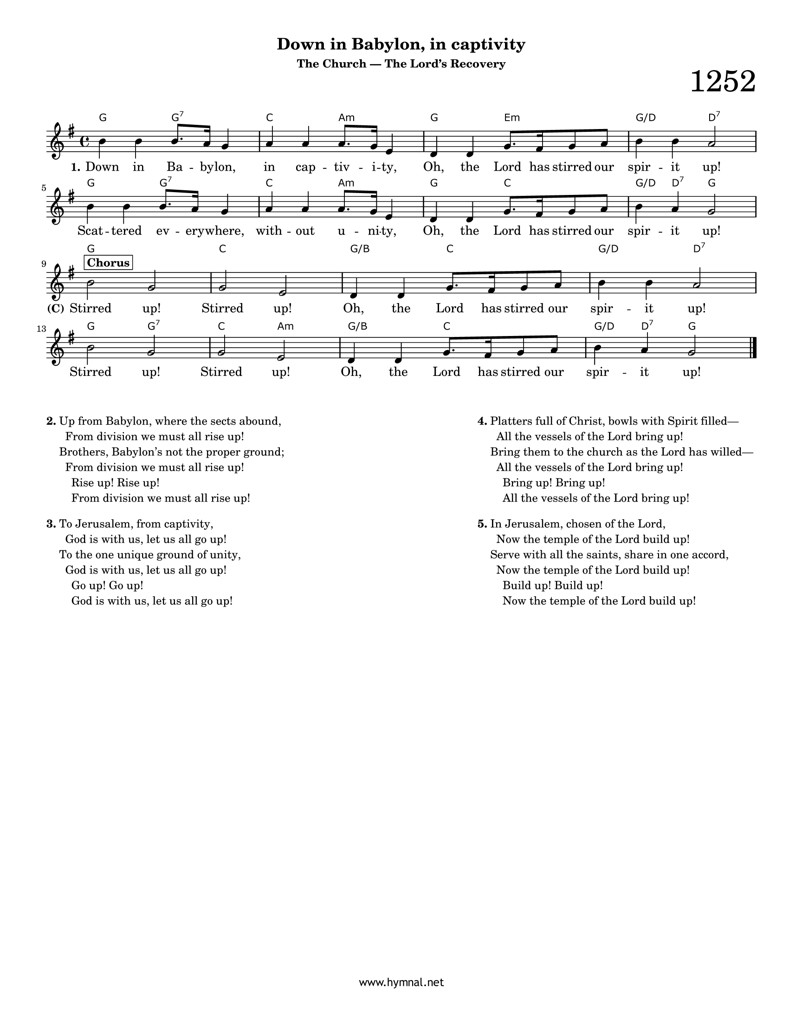 Down in Babylon, in captivity
The Church — The Lord's Recovery
1252
G G7 C Am G Em G/D D7
1. Down in Ba - bylon, in cap - tiv - i-ty, Oh, the Lord has stirred our spir - it up!
5 G G7 C Am G C G/D D7 G
Scat - tered ev - erywhere, with - out u - nity, Oh, the Lord has stirred our spir - it up!
G C G/B C G/D D7
9 Chorus
(C) Stirred up! Stirred up! Oh, the Lord has stirred our spir - it up!
13 G G7 C Am G/B C G/D D7 G
Stirred up! Stirred up! Oh, the Lord has stirred our spir - it up!
2. Up from Babylon, where the sects abound,
From division we must all rise up!
Brothers, Babylon's not the proper ground;
From division we must all rise up!
Rise up! Rise up!
From division we must all rise up!
3. To Jerusalem, from captivity,
God is with us, let us all go up!
To the one unique ground of unity,
God is with us, let us all go up!
Go up! Go up!
God is with us, let us all go up!
4. Platters full of Christ, bowls with Spirit filled—
All the vessels of the Lord bring up!
Bring them to the church as the Lord has willed—
All the vessels of the Lord bring up!
Bring up! Bring up!
All the vessels of the Lord bring up!
5. In Jerusalem, chosen of the Lord,
Now the temple of the Lord build up!
Serve with all the saints, share in one accord,
Now the temple of the Lord build up!
Build up! Build up!
Now the temple of the Lord build up!
www.hymnal.net